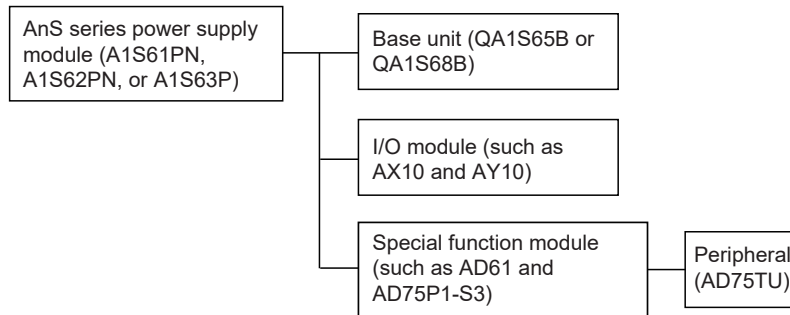 AnS series power supply
module (A1S61PN,
A1S62PN, or A1S63P)
Base unit (QA1S65B or
QA1S68B)
I/O module (such as
AX10 and AY10)
Special function module
(such as AD61 and
AD75P1-S3)
Peripheral
(AD75TU)